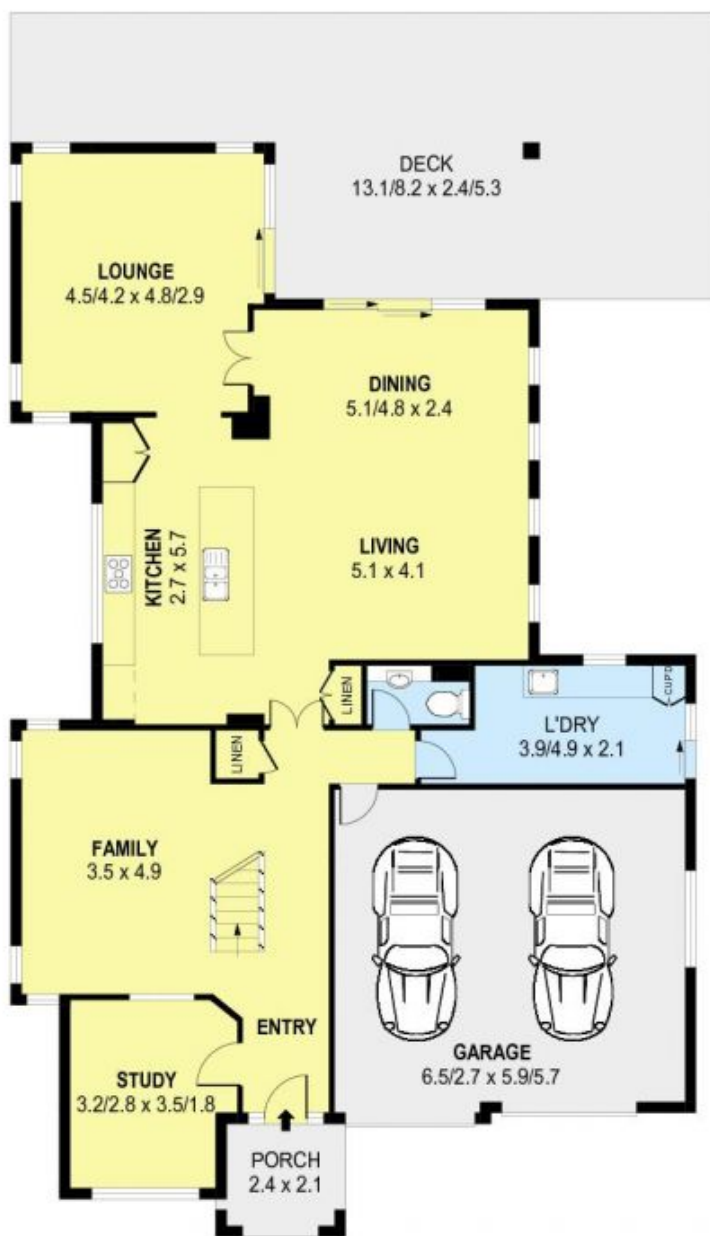 DECK
13.1/8.2 x 2.4/5.3
LOUNGE
4.5/4.2 x 4.8/2.9
DINING
5.1/4.8 x 2.4
KITCHEN
2.7 x 5.7
LIVING
5.1 x 4.1
LINEN
CUP'D
L'DRY
3.9/4.9 x 2.1
LINEN
FAMILY
3.5 x 4.9
ENTRY
GARAGE
6.5/2.7 x 5.9/5.7
STUDY
3.2/2.8 x 3.5/1.8
PORCH
2.4 x 2.1